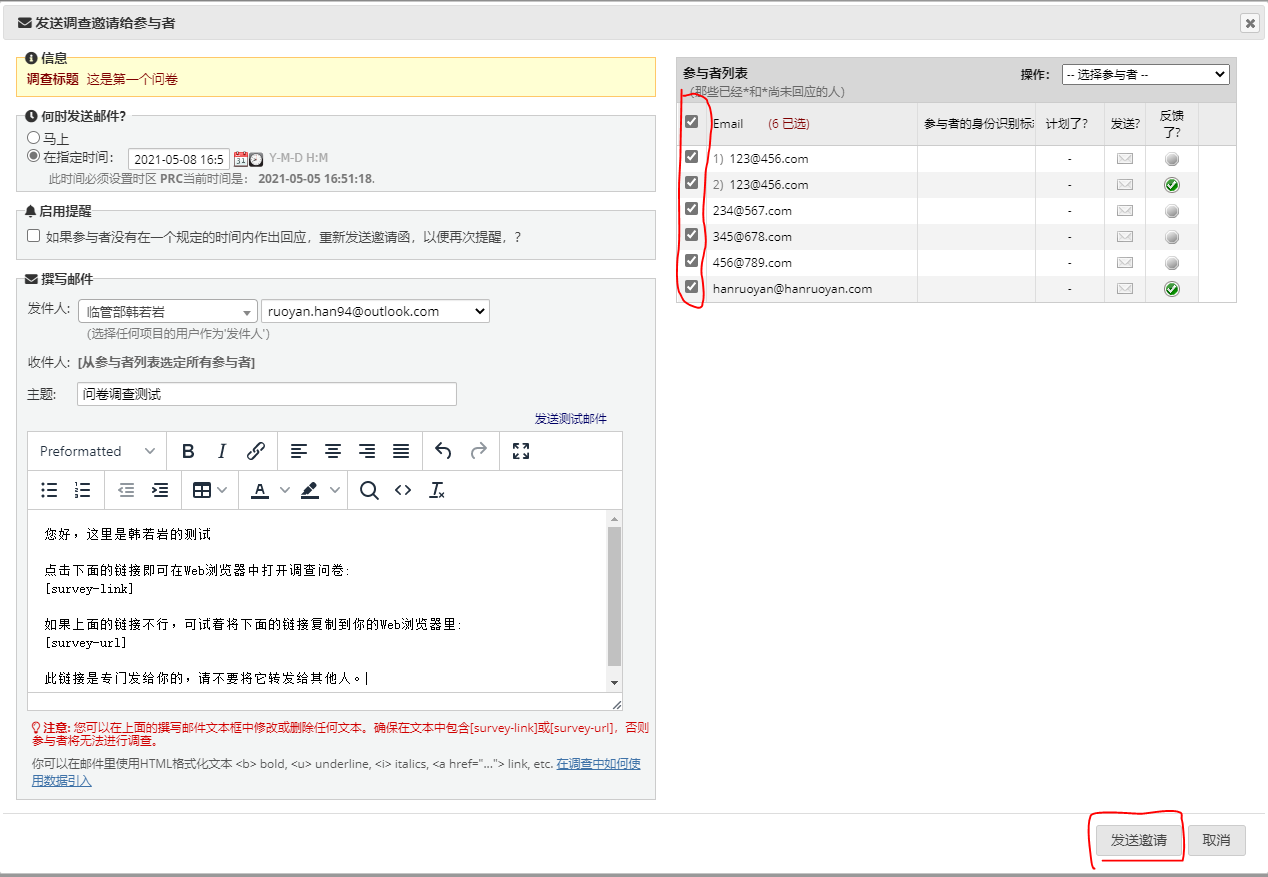 发送调查邀请给参与者
信息
调查标题 这是第一个问卷
何时发送邮件?
马上
在指定时间: 2021-05-08 16:5 31 Y-M-D H:M
此时间必须设置时区 PRC当前时间是: 2021-05-05 16:51:18.
启用提醒
如果参与者没有在一个规定的时间内作出回应，重新发送邀请函，以便再次提醒，?
撰写邮件
发件人: 临管部韩若岩 ruoyan.han94@outlook.com
(选择任何项目的用户作为'发件人')
收件人: [从参与者列表选定所有参与者]
主题: 问卷调查测试
发送测试邮件
Preformatted B I
A <> Tx
您好，这里是韩若岩的测试
点击下面的链接即可在Web浏览器中打开调查问卷:
[survey-link]
如果上面的链接不行，可试着将下面的链接复制到你的Web浏览器里:
[survey-url]
此链接是专门发给你的，请不要将它转发给其他人。
注意: 您可以在上面的撰写邮件文本框中修改或删除任何文本。确保在文本中包含[survey-link]或[survey-url]，否则
参与者将无法进行调查。
你可以在邮件里使用HTML格式化文本 <b> bold, <u> underline, <i> italics, <a href="..."> link, etc. 在调查中如何使
用数据引入
参与者列表
(那些已经*和*尚未回应的人)
操作: -- 选择参与者 --
Email (6 已选) 参与者的身份识别标 计划了? 发送? 反馈
了?
1) 123@456.com -
2) 123@456.com -
234@567.com -
345@678.com -
456@789.com -
hanruoyan@hanruoyan.com -
发送邀请 取消